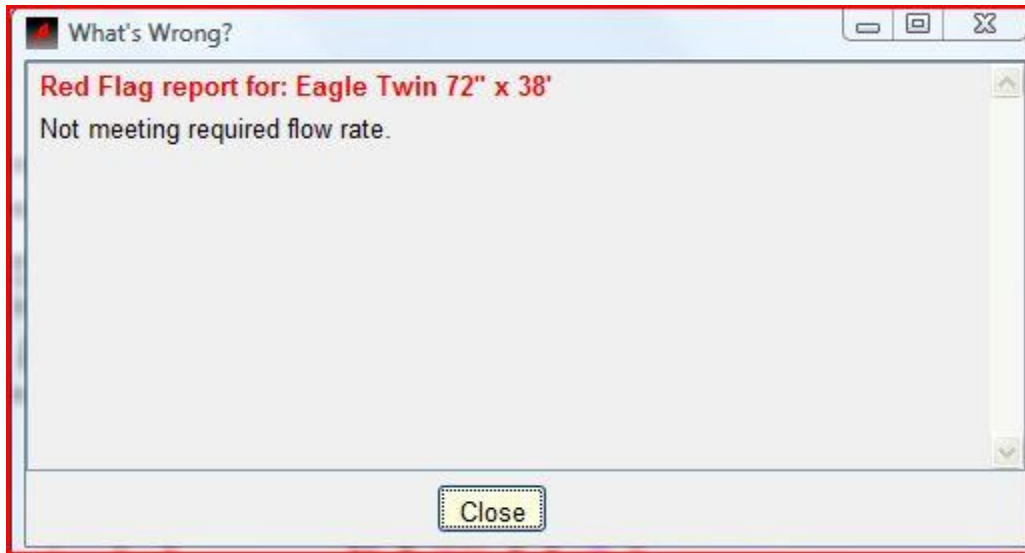 What's Wrong?
Red Flag report for: Eagle Twin 72" x 38'
Not meeting required flow rate.
Close